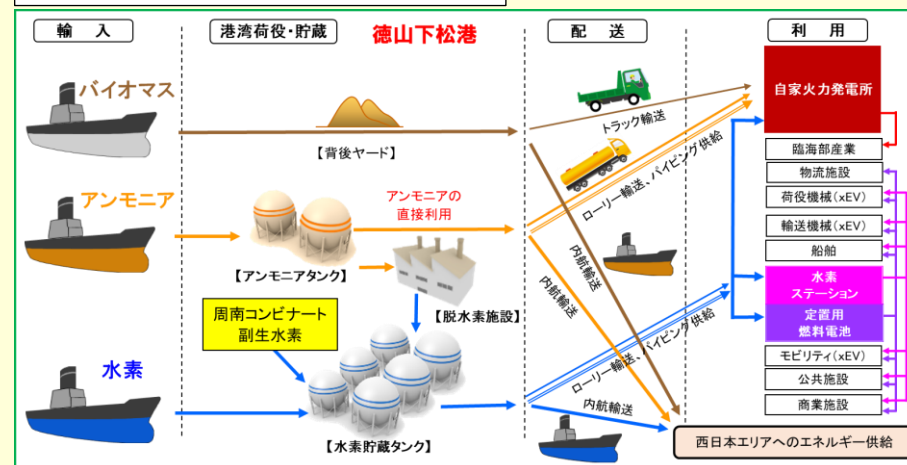 輸 入
港湾荷役・貯蔵
徳山下松港
配 送
利 用
バイオマス
【背後ヤード】
トラック輸送
自家火力発電所
臨海部産業
物流施設
荷役機械(xEV)
輸送機械(xEV)
船舶
水素
ステーション
定置用
燃料電池
モビリティ(xEV)
公共施設
商業施設
アンモニア
アンモニアの
直接利用
【アンモニアタンク】
ローリー輸送、パイピング供給
内航輸送
内航輸送
【脱水素施設】
周南コンビナート
副生水素
水素
【水素貯蔵タンク】
ローリー輸送、パイピング供給
内航輸送
西日本エリアへのエネルギー供給